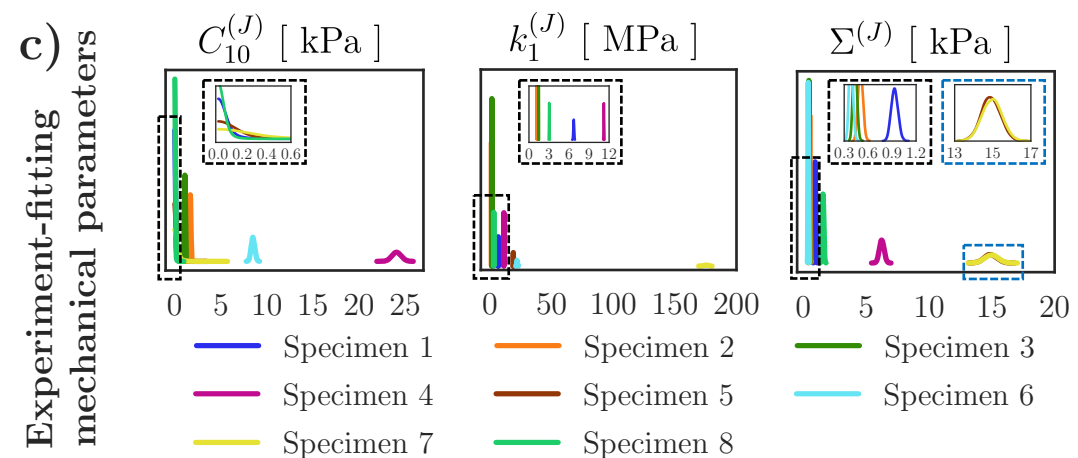 c)
Experiment-fitting
mechanical parameters
C_{10}^{(J)} [ kPa ]
k_1^{(J)} [ MPa ]
Σ^{(J)} [ kPa ]
0.0 0.2 0.4 0.6
0 3 6 9 12
0.3 0.6 0.9 1.2
13 15 17
0 5 10 15 20 25
0 50 100 150 200
0 5 10 15 20
Specimen 1
Specimen 2
Specimen 3
Specimen 4
Specimen 5
Specimen 6
Specimen 7
Specimen 8